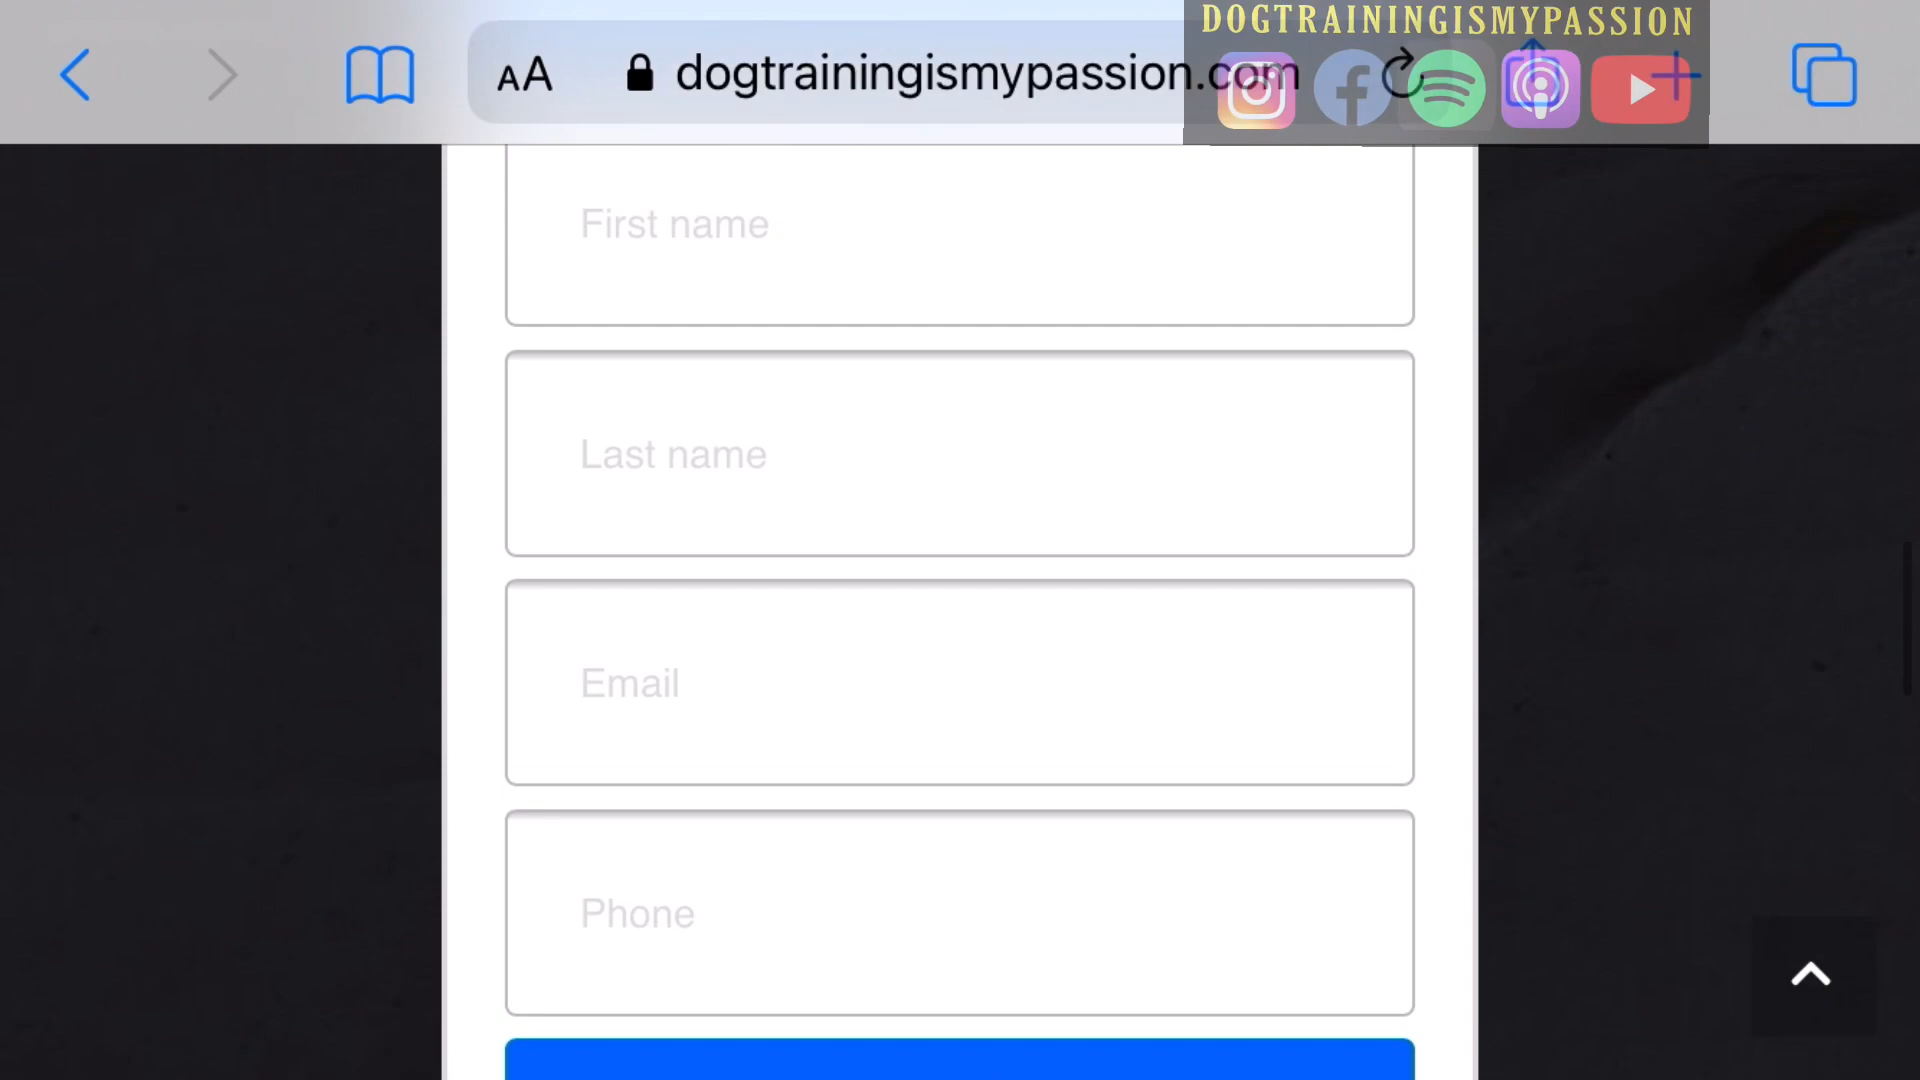 DOGTRAININGISMYPASSION
AA dogtrainingismypassion.com
First name
Last name
Email
Phone